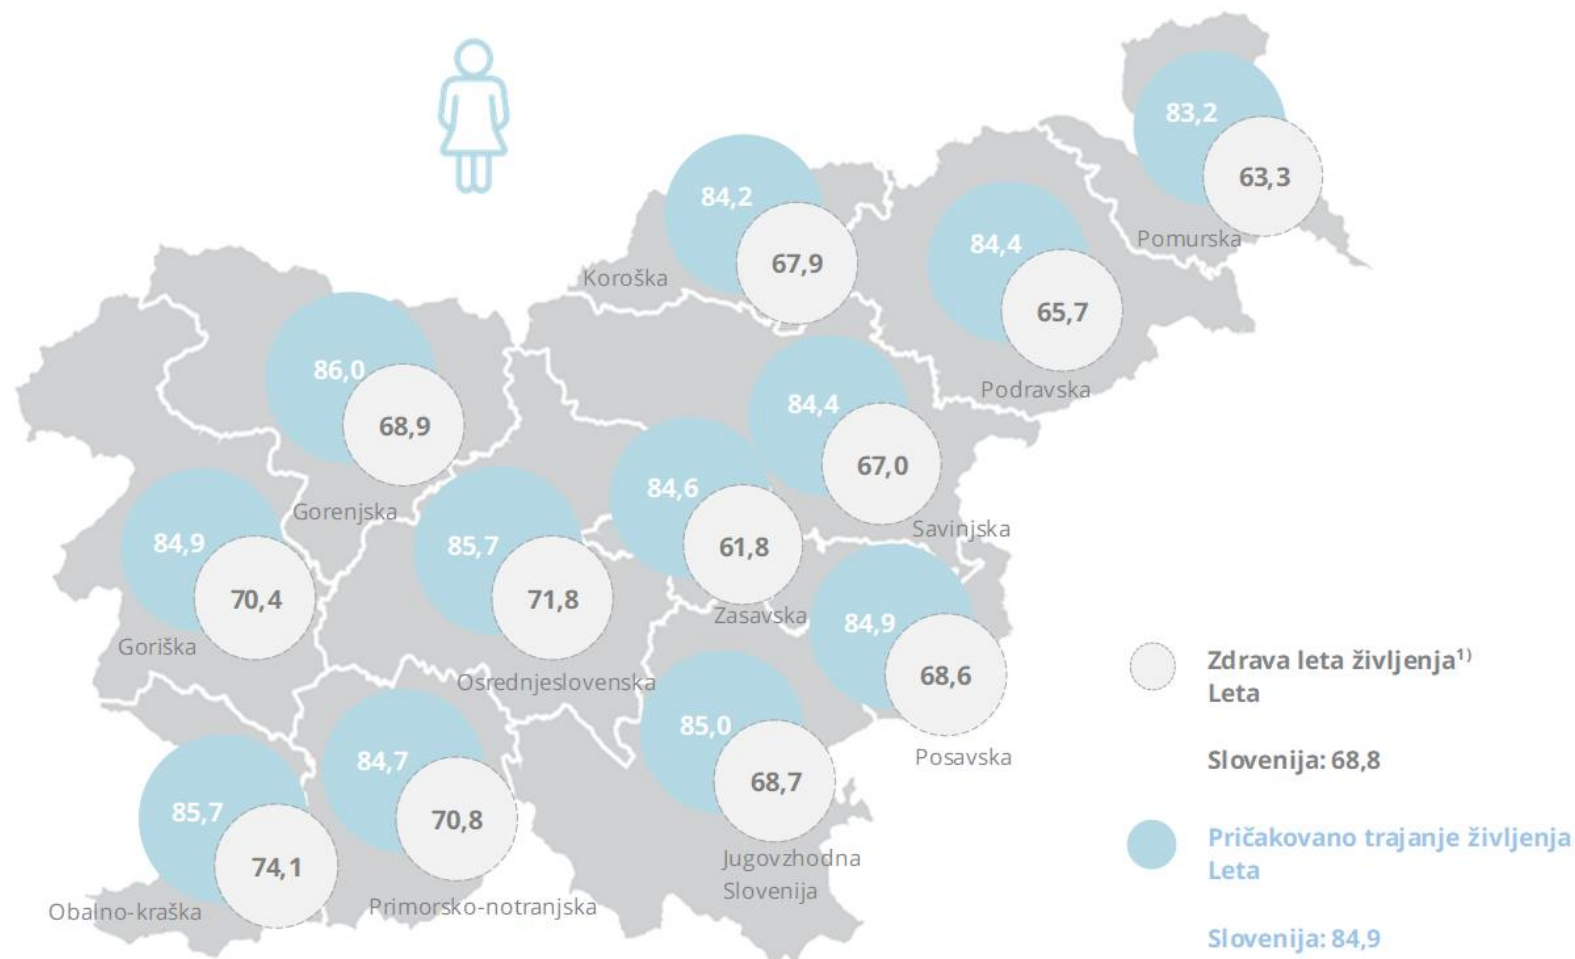 83,2
63,3
Pomurska
84,2
67,9
Koroška
84,4
65,7
Podravska
86,0
68,9
Gorenjska
84,4
67,0
Savinjska
84,6
61,8
Zasavska
84,9
70,4
Goriška
85,7
71,8
Osrednjeslovenska
84,9
68,6
Posavska
85,0
68,7
Jugovzhodna
Slovenija
84,7
70,8
Primorsko-notranjska
85,7
74,1
Obalno-kraška
Zdrava leta življenja¹⁾
Leta
Slovenija: 68,8
Pričakovano trajanje življenja
Leta
Slovenija: 84,9